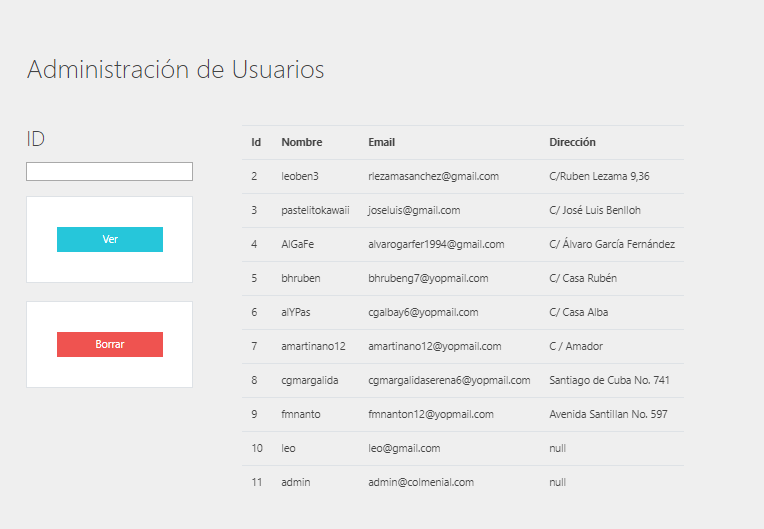 Administración de Usuarios
ID
Ver
Borrar
Id Nombre Email Dirección
2 leoben3 rlezamasanchez@gmail.com C/Ruben Lezama 9,36
3 pastelitokawaii joseluis@gmail.com C/ José Luis Benlloh
4 AlGaFe alvarogarfer1994@gmail.com C/ Álvaro García Fernández
5 bhruben bhrubeng7@yopmail.com C/ Casa Rubén
6 alYPas cgalbay6@yopmail.com C/ Casa Alba
7 amartinano12 amartinano12@yopmail.com C / Amador
8 cgmargalida cgmargalidaserena6@yopmail.com Santiago de Cuba No. 741
9 fmnanto fmnanton12@yopmail.com Avenida Santillan No. 597
10 leo leo@gmail.com null
11 admin admin@colmenial.com null